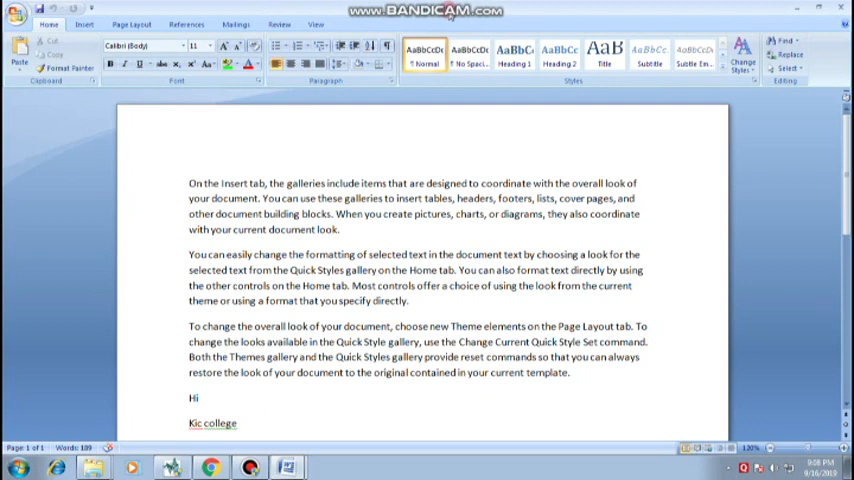 www.BANDICAM.com
Home Insert Page Layout References Mailings Review View
Cut Calibri (Body) 11 Find
Copy Replace
Paste Format Painter Change Styles Select
AaBbCcDc AaBbCcDc AaBbC AaBbCc AaB AaBbCc. AaBbCcDc
¶ Normal ¶ No Spaci... Heading 1 Heading 2 Title Subtitle Subtle Em...
Clipboard Font Paragraph Styles Editing
On the Insert tab, the galleries include items that are designed to coordinate with the overall look of
your document. You can use these galleries to insert tables, headers, footers, lists, cover pages, and
other document building blocks. When you create pictures, charts, or diagrams, they also coordinate
with your current document look.
You can easily change the formatting of selected text in the document text by choosing a look for the
selected text from the Quick Styles gallery on the Home tab. You can also format text directly by using
the other controls on the Home tab. Most controls offer a choice of using the look from the current
theme or using a format that you specify directly.
To change the overall look of your document, choose new Theme elements on the Page Layout tab. To
change the looks available in the Quick Style gallery, use the Change Current Quick Style Set command.
Both the Themes gallery and the Quick Styles gallery provide reset commands so that you can always
restore the look of your document to the original contained in your current template.
Hi
Kic college
Page: 1 of 1 Words: 189 120%
9:08 PM
9/16/2019